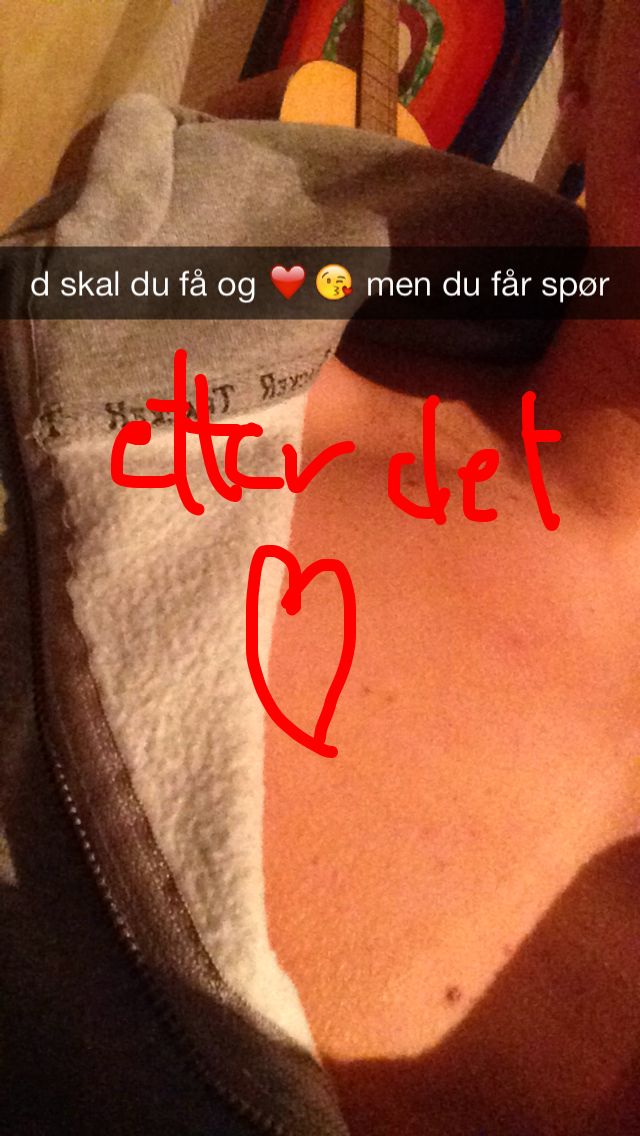 d skal du få og ❤️😘 men du får spør
etter det